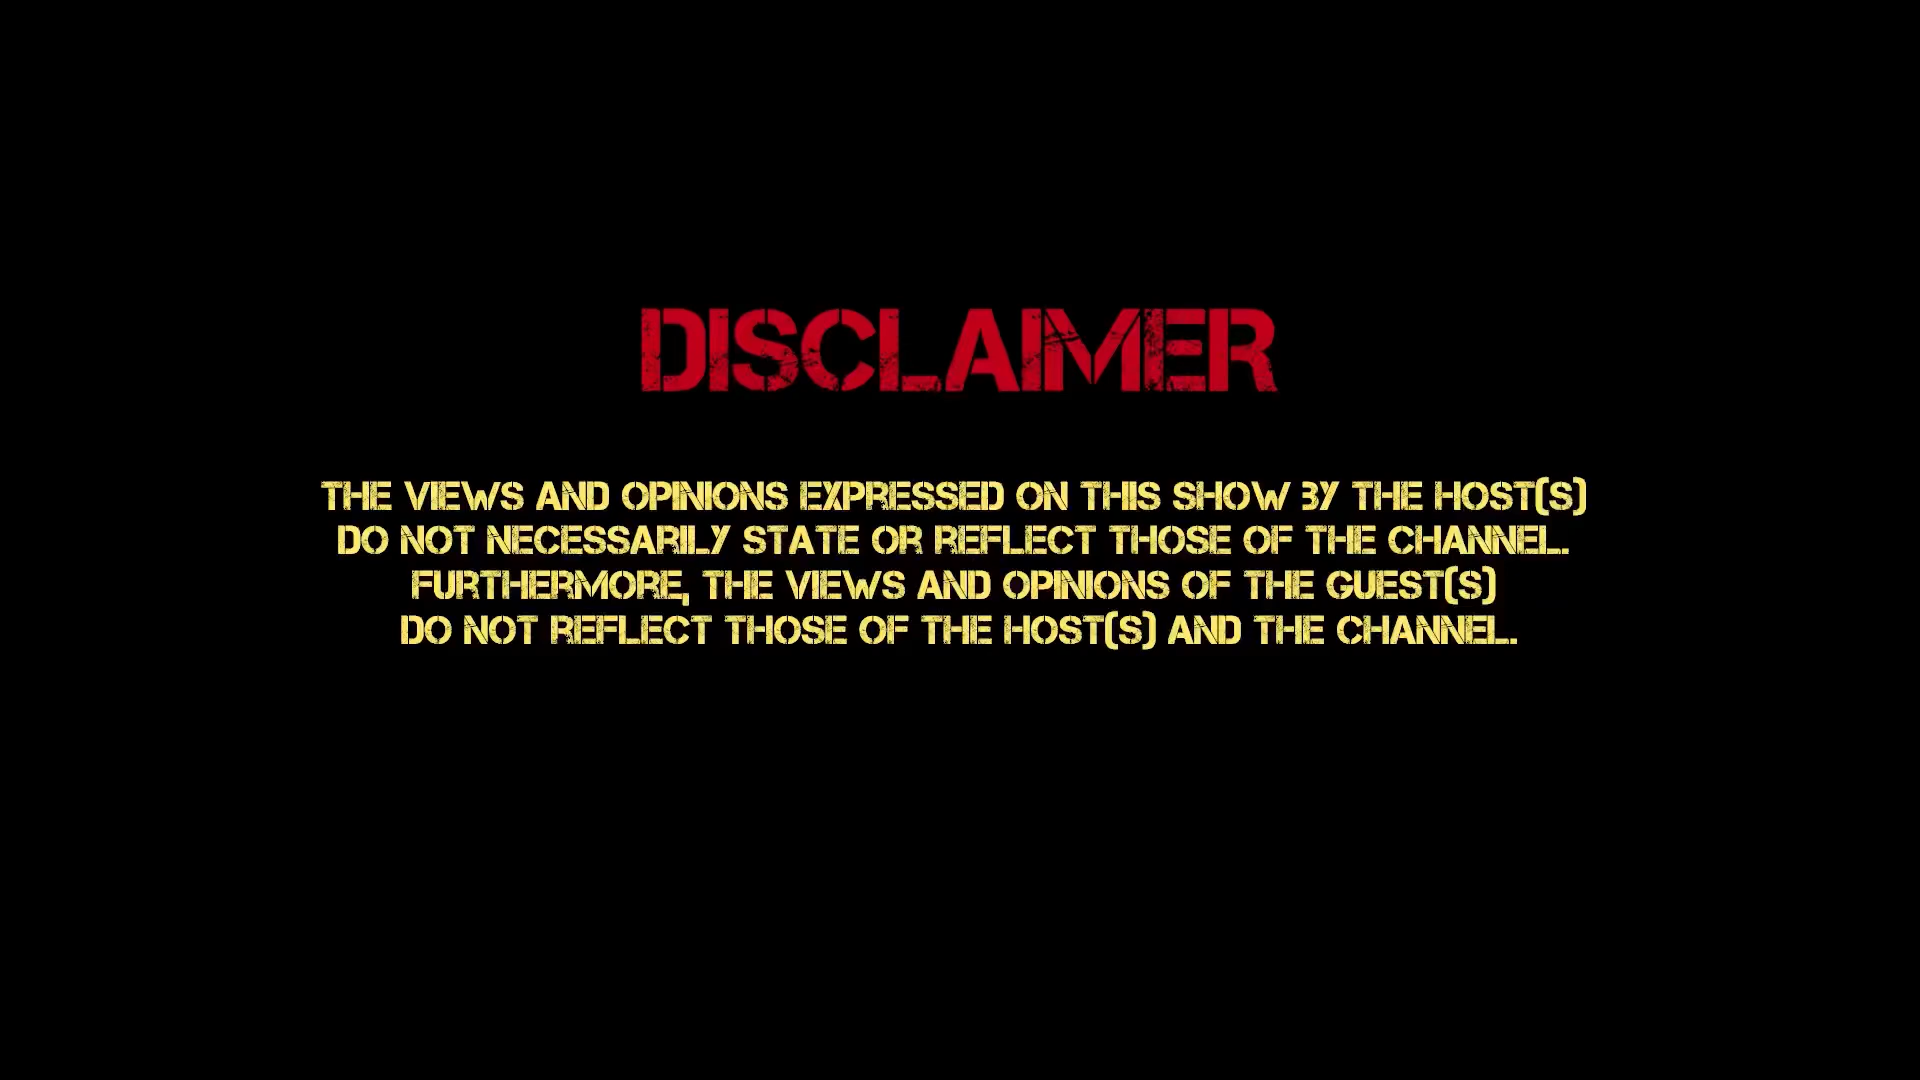 DISCLAIMER
THE VIEWS AND OPINIONS EXPRESSED ON THIS SHOW BY THE HOST(S)
DO NOT NECESSARILY STATE OR REFLECT THOSE OF THE CHANNEL.
FURTHERMORE, THE VIEWS AND OPINIONS OF THE GUEST(S)
DO NOT REFLECT THOSE OF THE HOST(S) AND THE CHANNEL.